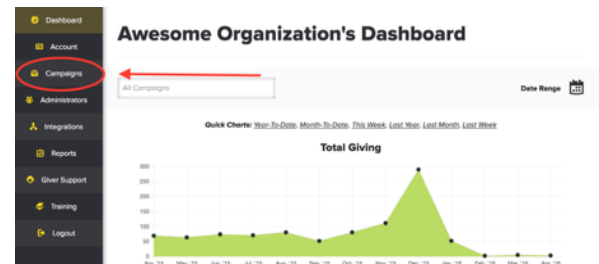 Dashboard
Account
Campaigns
Administrators
Integrations
Reports
Giver Support
Training
Logout
Awesome Organization's Dashboard
All Campaigns
Date Range
Quick Charts: Year-To-Date, Month-To-Date, This Week, Last Year, Last Month, Last Week
Total Giving
300
250
200
150
100
50
0